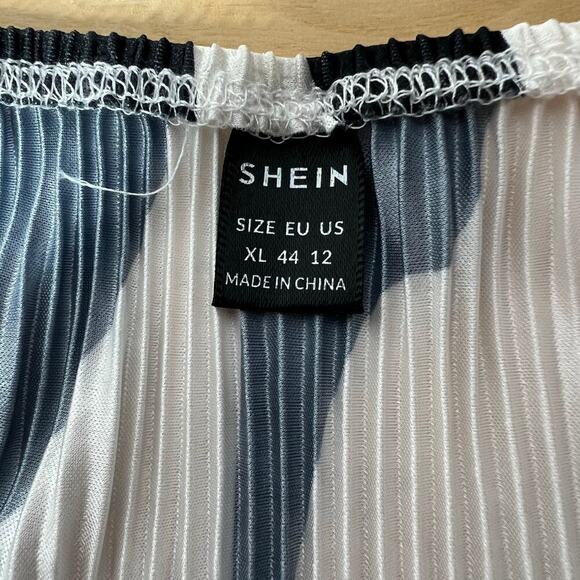 SHEIN
SIZE EU US
XL 44 12
MADE IN CHINA